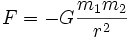 F = -G \frac{m_1 m_2}{r^2}